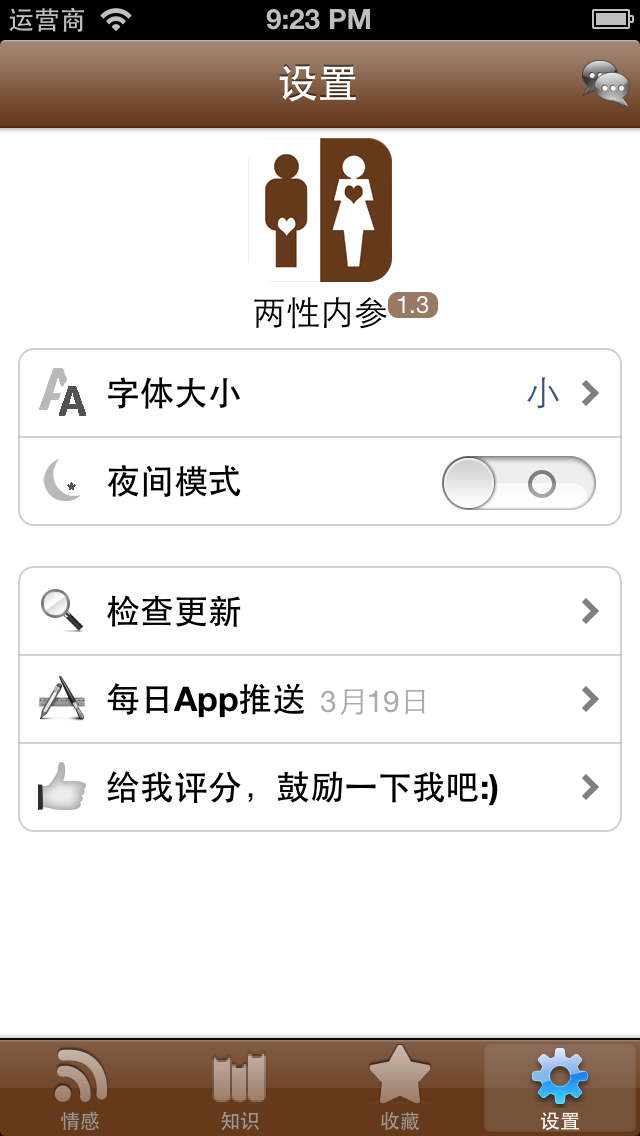 运营商 9:23 PM
设置
两性内参 1.3
字体大小 小
夜间模式
检查更新
每日App推送 3月19日
给我评分，鼓励一下我吧:)
情感 知识 收藏 设置